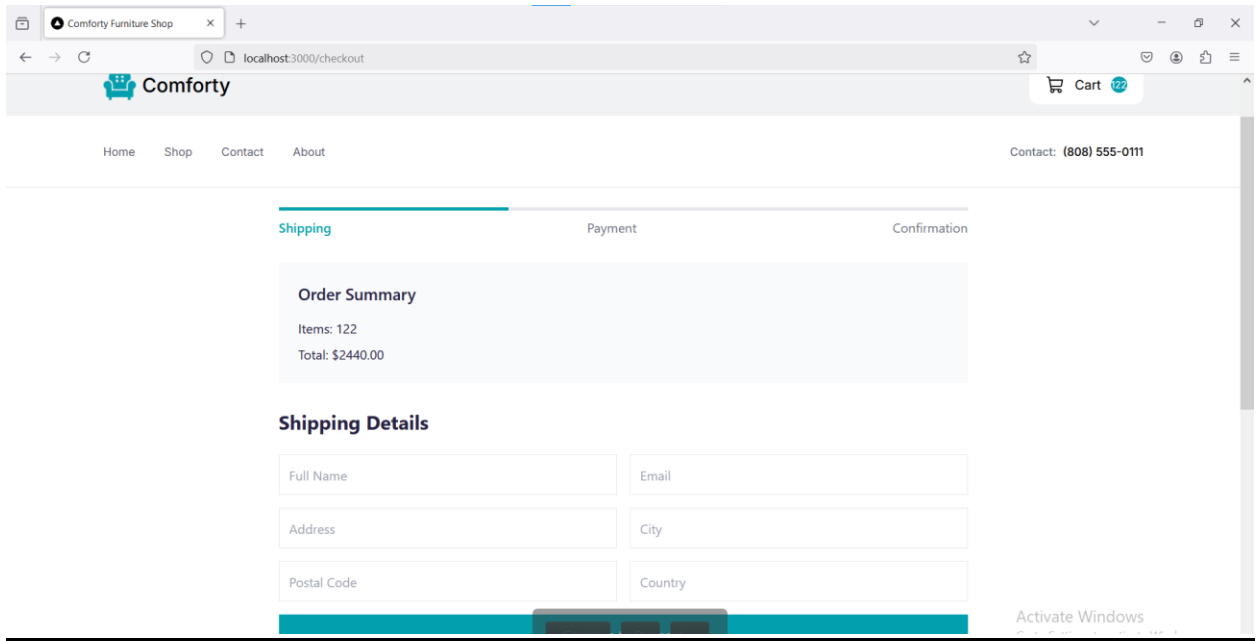 Comforty Furniture Shop
localhost:3000/checkout
Comforty
Cart 122
Home Shop Contact About Contact: (808) 555-0111
Shipping Payment Confirmation
Order Summary
Items: 122
Total: $2440.00
Shipping Details
Full Name Email
Address City
Postal Code Country
Activate Windows